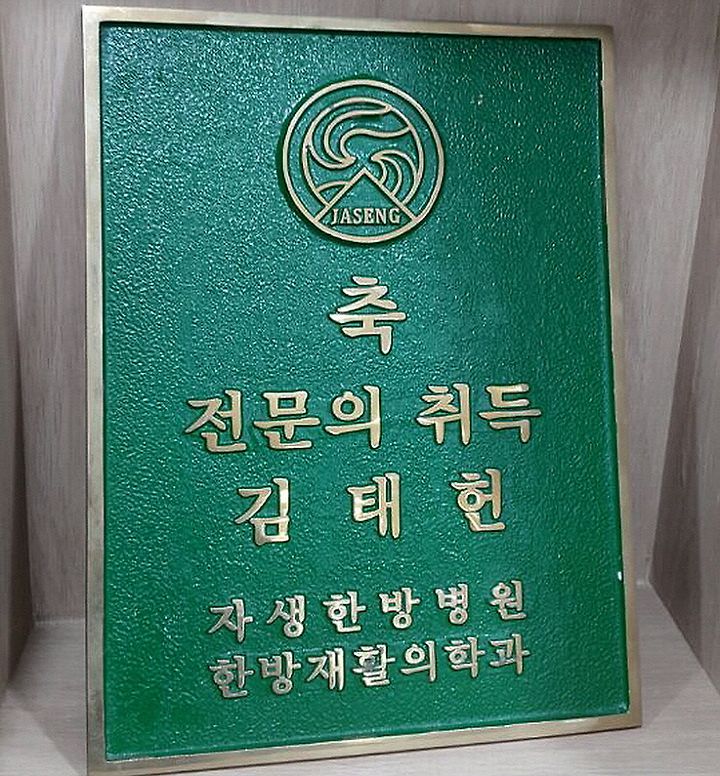 JASENG
축
전문의 취득
김 태 헌
자생한방병원
한방재활의학과